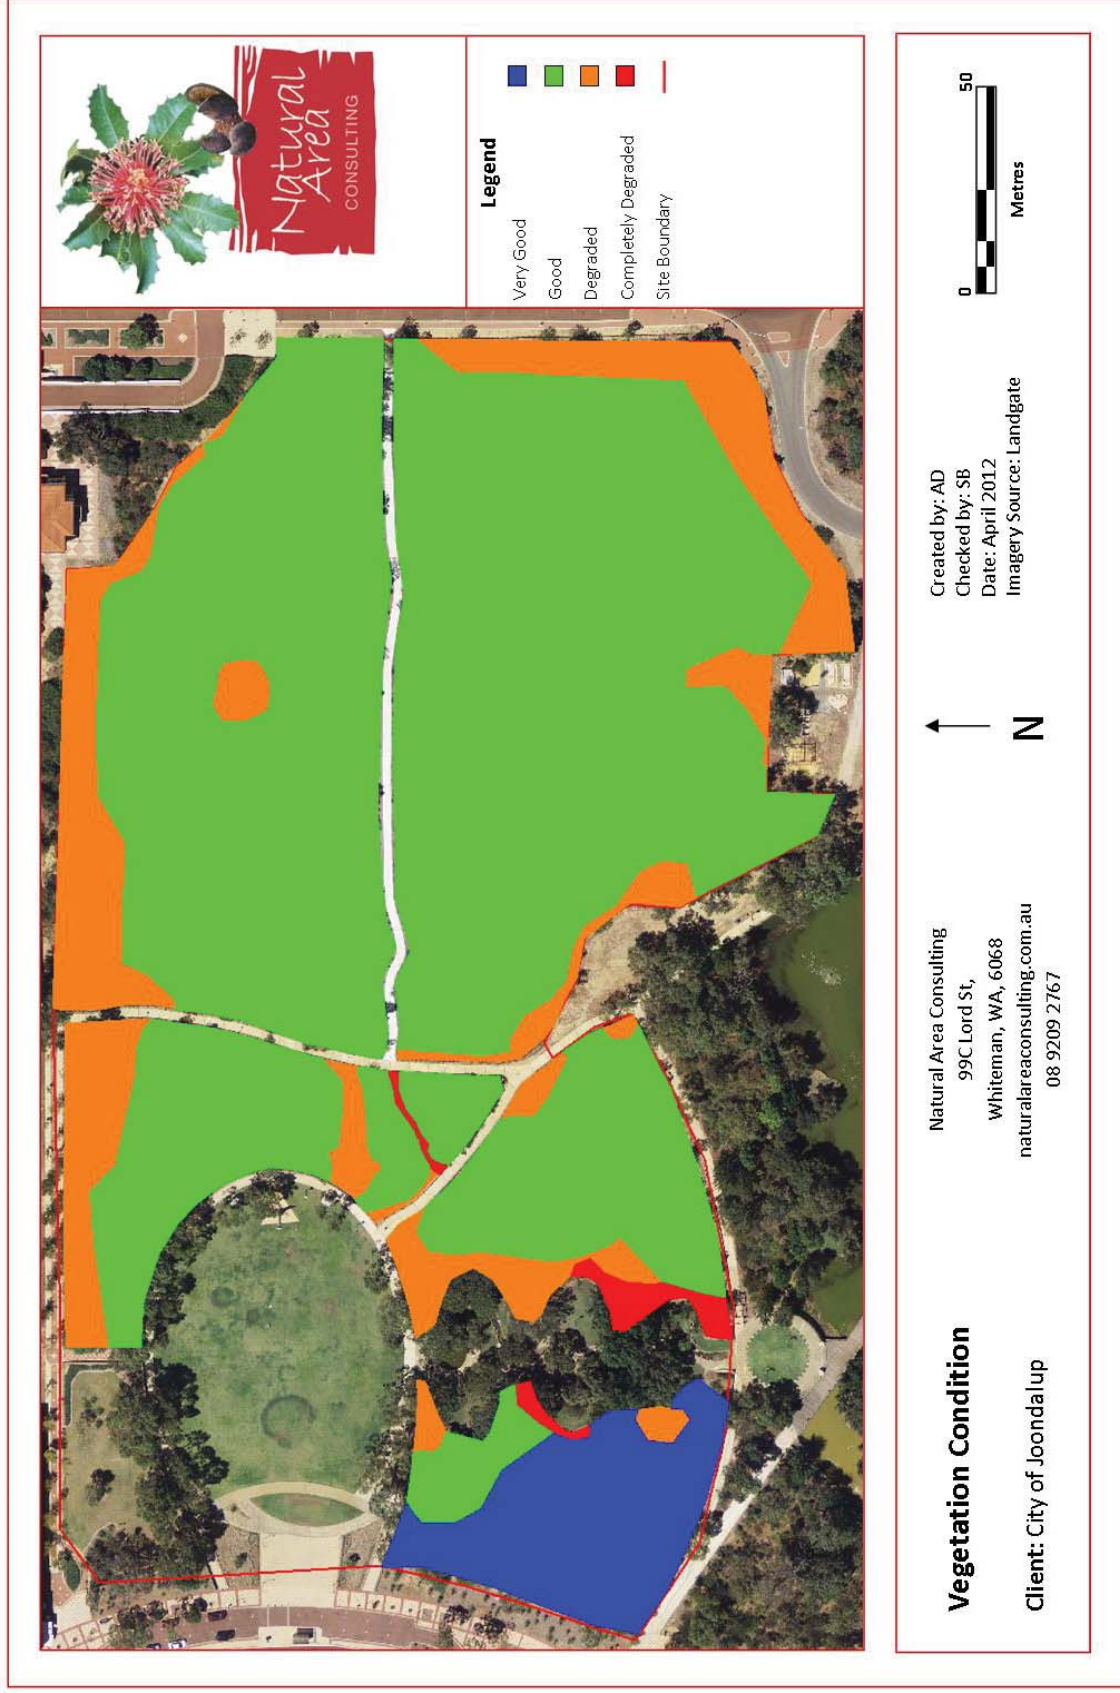 Natural
Area
CONSULTING
Legend
Very Good
Good
Degraded
Completely Degraded
Site Boundary
Vegetation Condition
Client: City of Joondalup
Natural Area Consulting
99C Lord St,
Whiteman, WA, 6068
naturalareaconsulting.com.au
08 9209 2767
N
Created by: AD
Checked by: SB
Date: April 2012
Imagery Source: Landgate
0 50
Metres